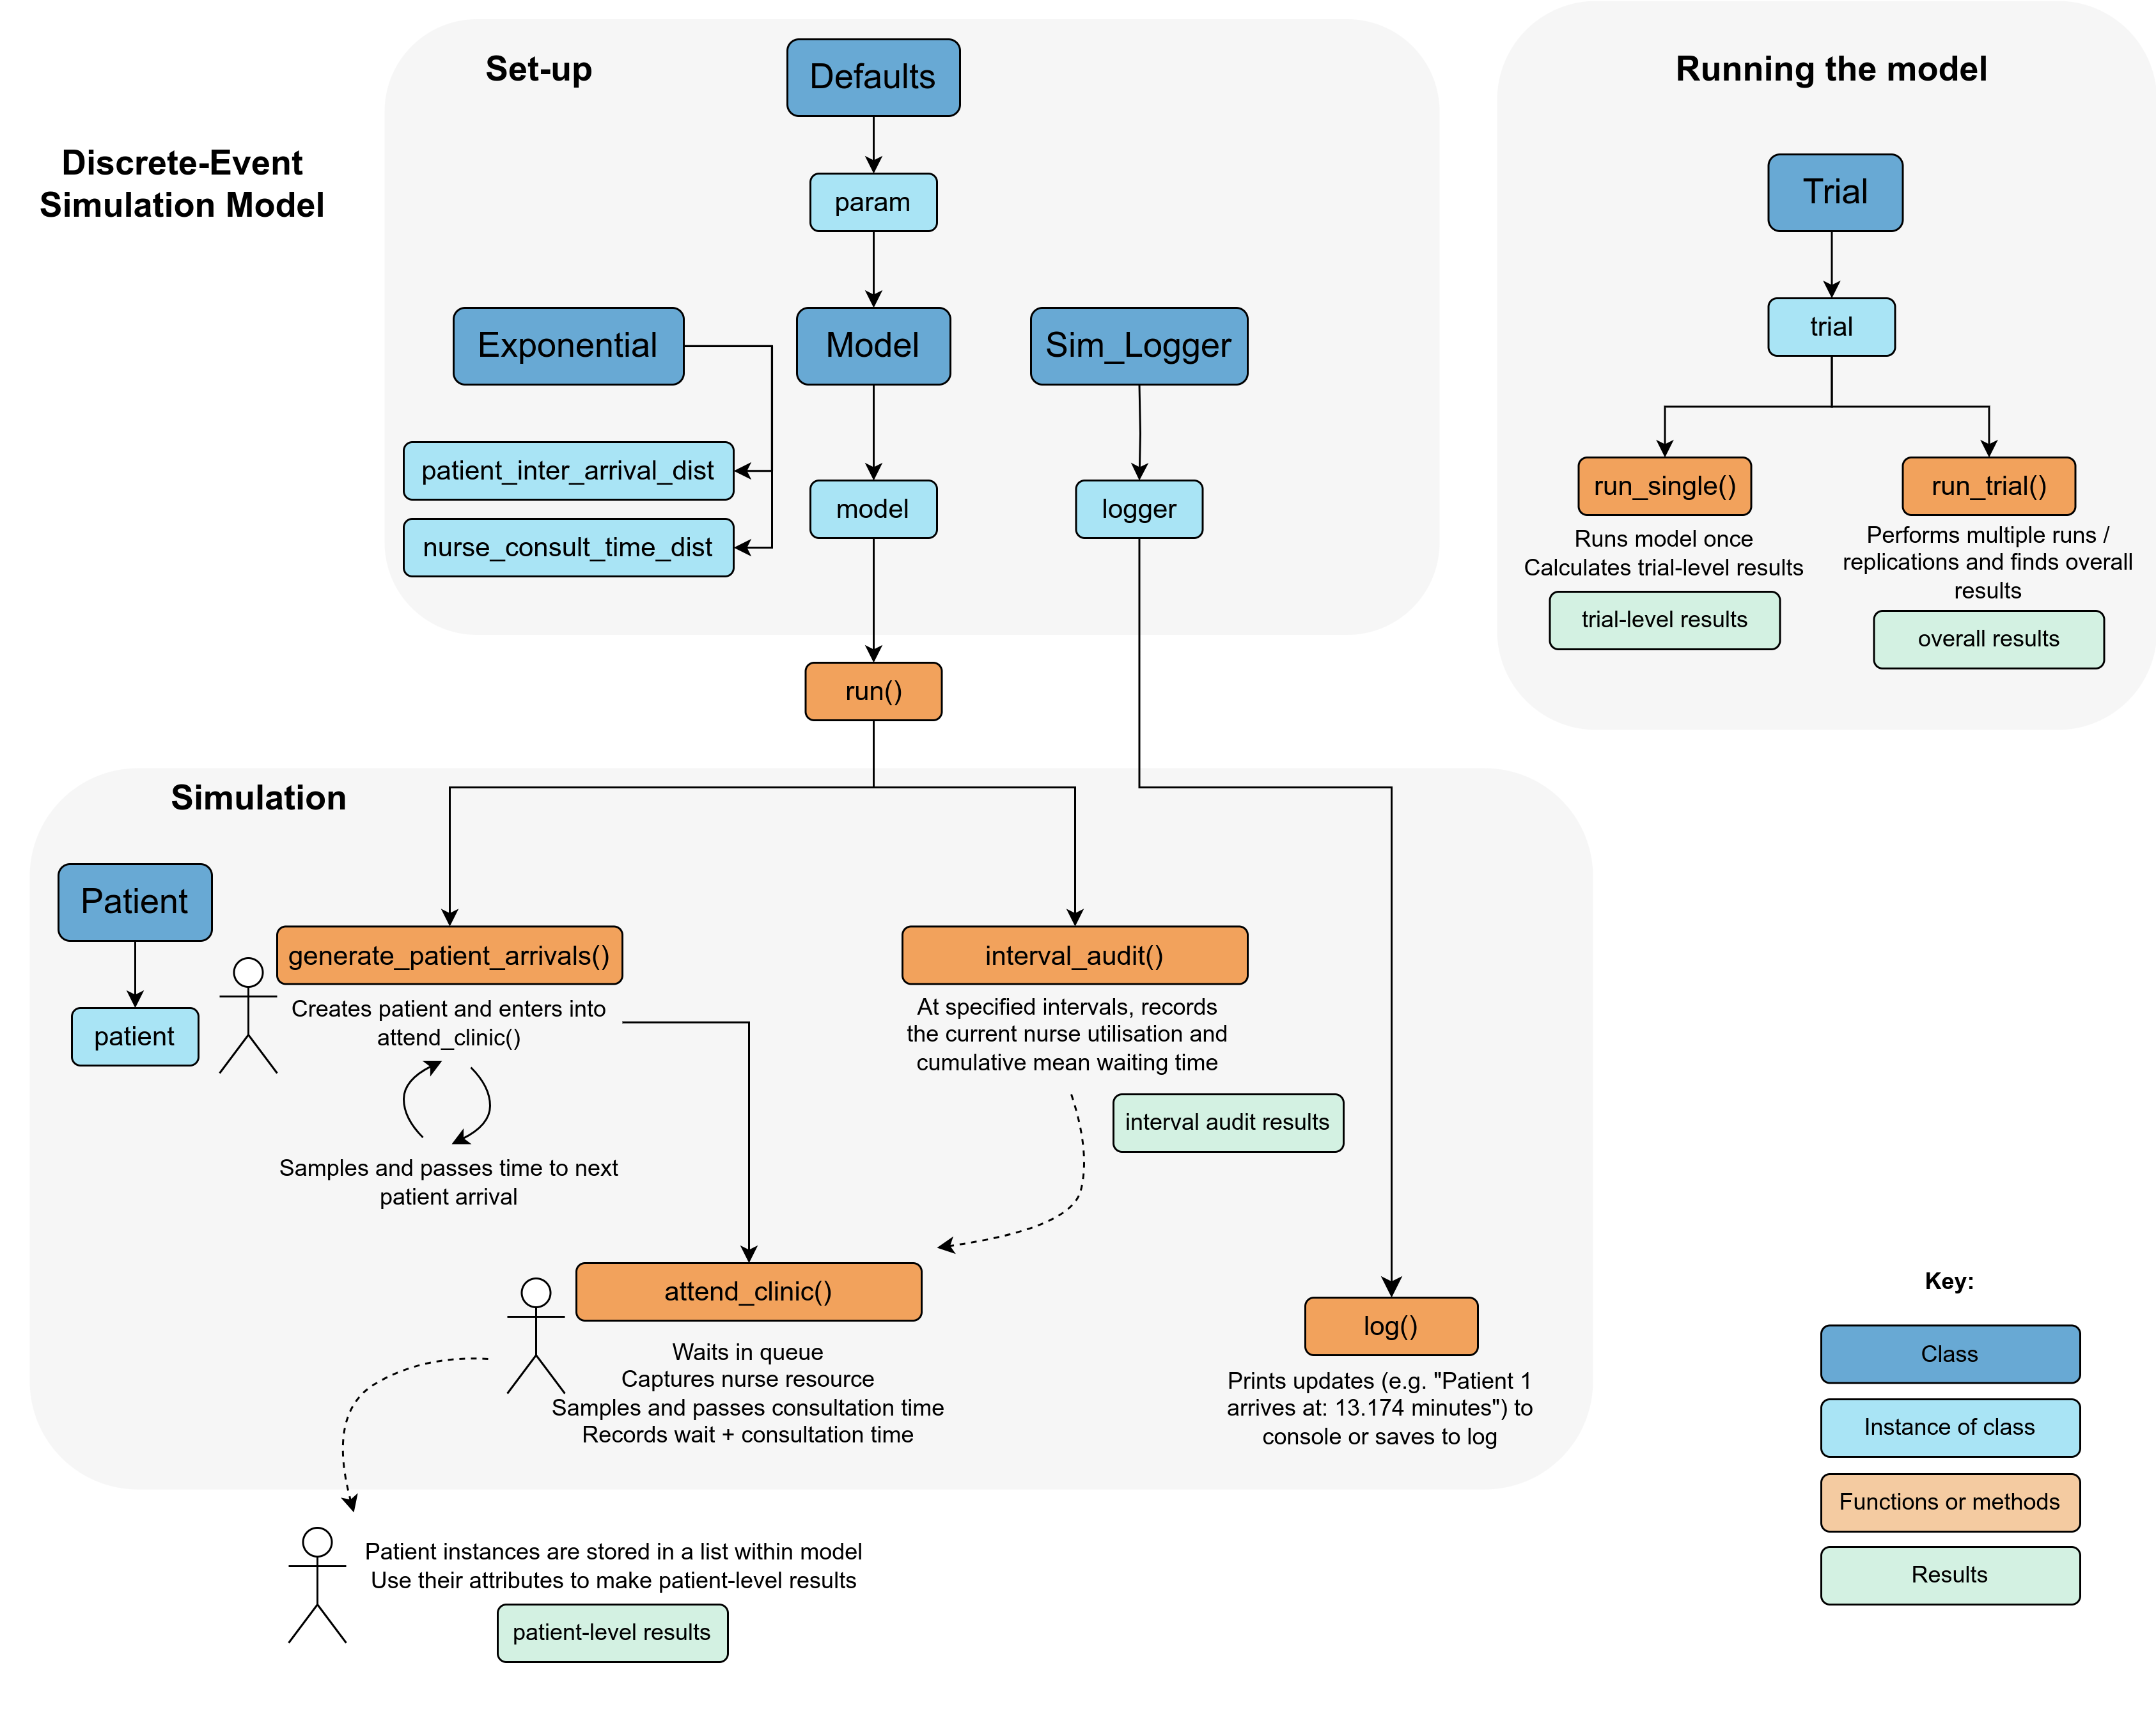 Discrete-Event
Simulation Model
Set-up
Defaults
param
Exponential
Model
Sim_Logger
patient_inter_arrival_dist
nurse_consult_time_dist
model
logger
run()
Running the model
Trial
trial
run_single()
Runs model once
Calculates trial-level results
trial-level results
run_trial()
Performs multiple runs /
replications and finds overall
results
overall results
Simulation
Patient
patient
generate_patient_arrivals()
Creates patient and enters into
attend_clinic()
Samples and passes time to next
patient arrival
interval_audit()
At specified intervals, records
the current nurse utilisation and
cumulative mean waiting time
interval audit results
attend_clinic()
Waits in queue
Captures nurse resource
Samples and passes consultation time
Records wait + consultation time
log()
Prints updates (e.g. "Patient 1
arrives at: 13.174 minutes") to
console or saves to log
Patient instances are stored in a list within model
Use their attributes to make patient-level results
patient-level results
Key:
Class
Instance of class
Functions or methods
Results